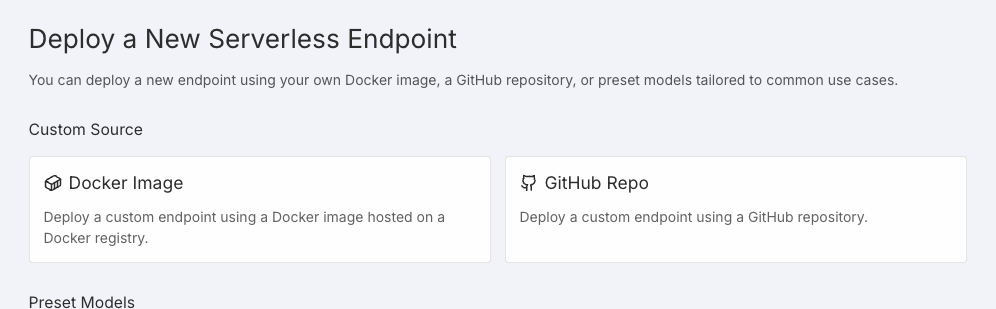 Deploy a New Serverless Endpoint
You can deploy a new endpoint using your own Docker image, a GitHub repository, or preset models tailored to common use cases.
Custom Source
Docker Image
Deploy a custom endpoint using a Docker image hosted on a
Docker registry.
GitHub Repo
Deploy a custom endpoint using a GitHub repository.
Preset Models